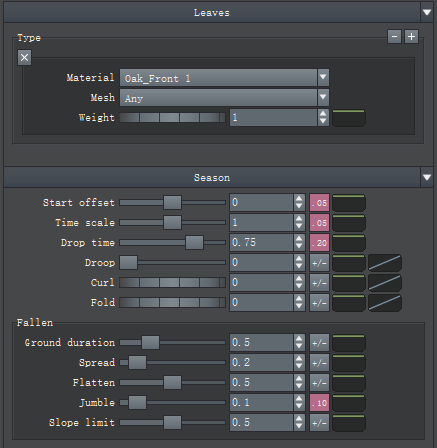 Leaves
Type
Material Oak_Front 1
Mesh Any
Weight 1
Season
Start offset 0 .05
Time scale 1 .05
Drop time 0.75 .20
Droop 0 +/-
Curl 0 +/-
Fold 0 +/-
Fallen
Ground duration 0.5 +/-
Spread 0.2 +/-
Flatten 0.5 +/-
Jumble 0.1 .10
Slope limit 0.5 +/-